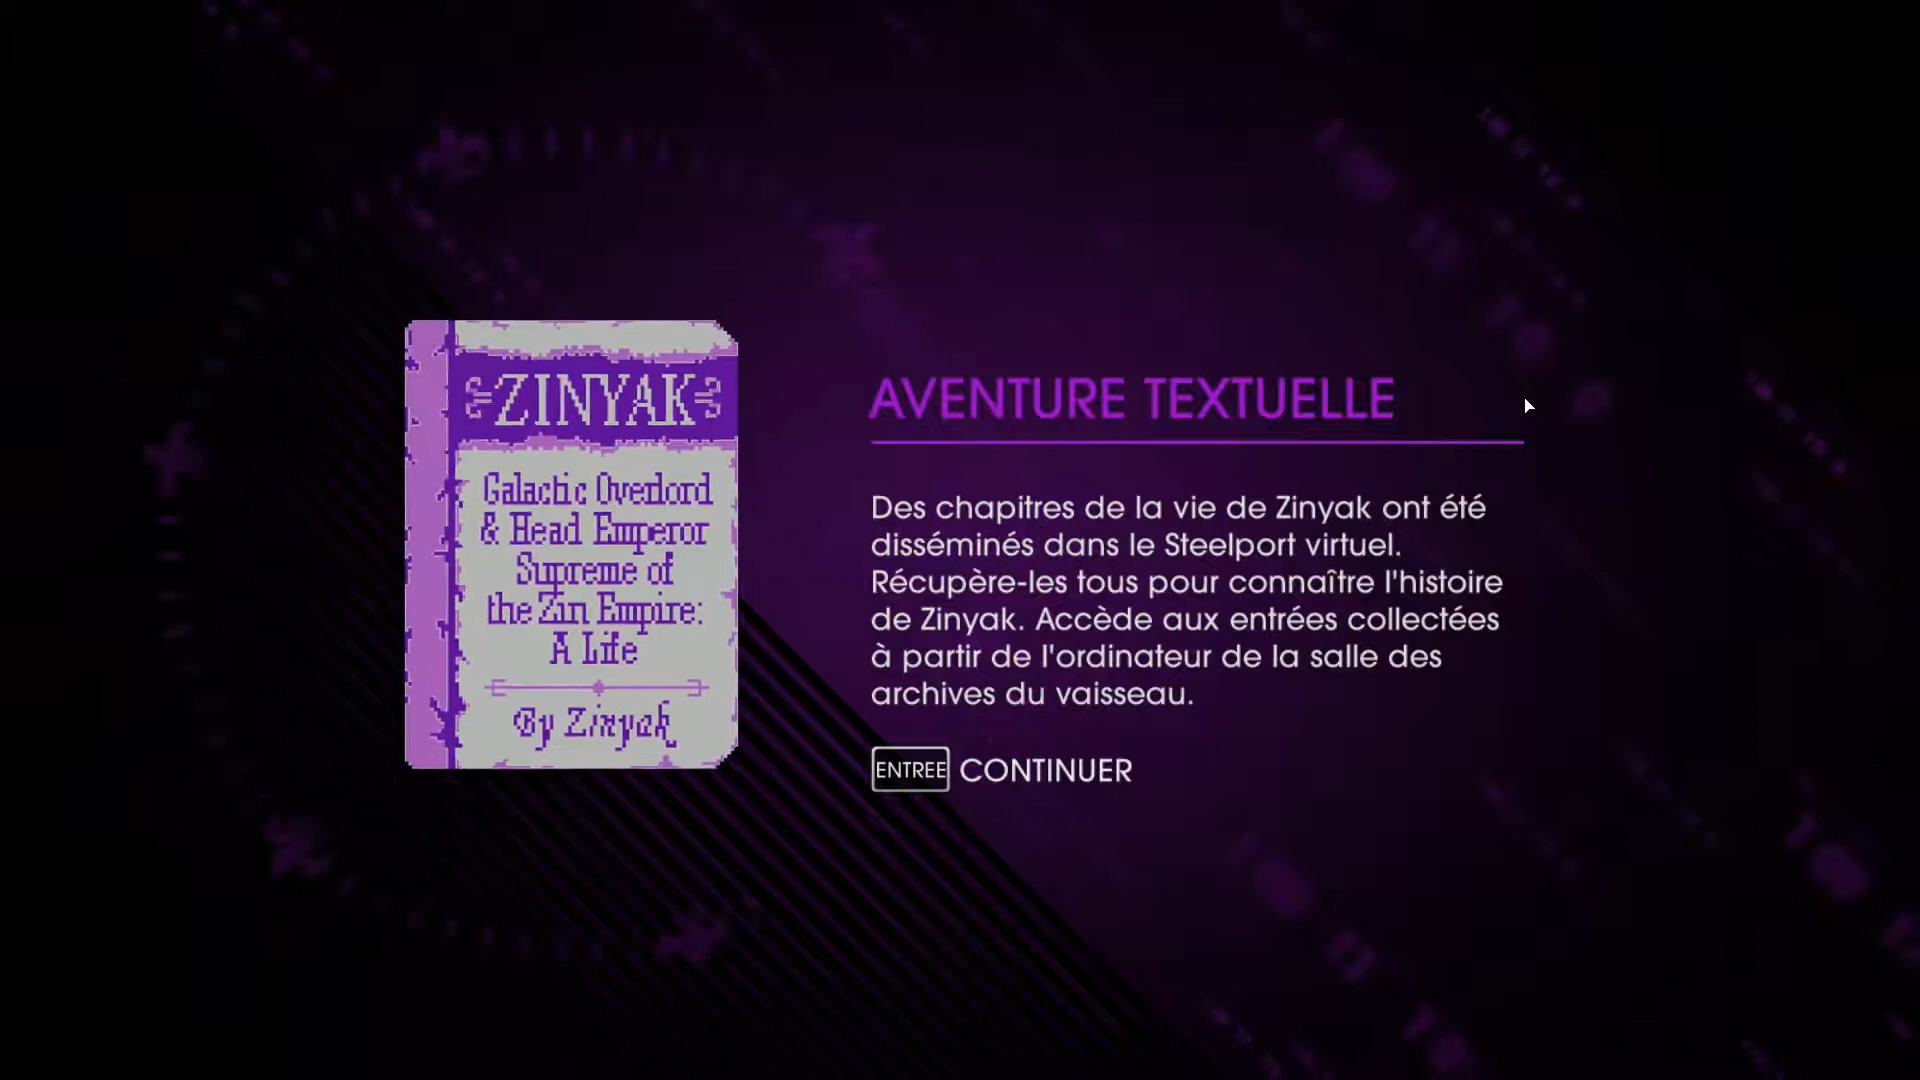 ZINYAK
Galactic Overlord
& Head Emperor
Supreme of
the Zin Empire:
A Life
By Zinyak
AVENTURE TEXTUELLE
Des chapitres de la vie de Zinyak ont été
disséminés dans le Steelport virtuel.
Récupère-les tous pour connaître l'histoire
de Zinyak. Accède aux entrées collectées
à partir de l'ordinateur de la salle des
archives du vaisseau.
ENTREE CONTINUER